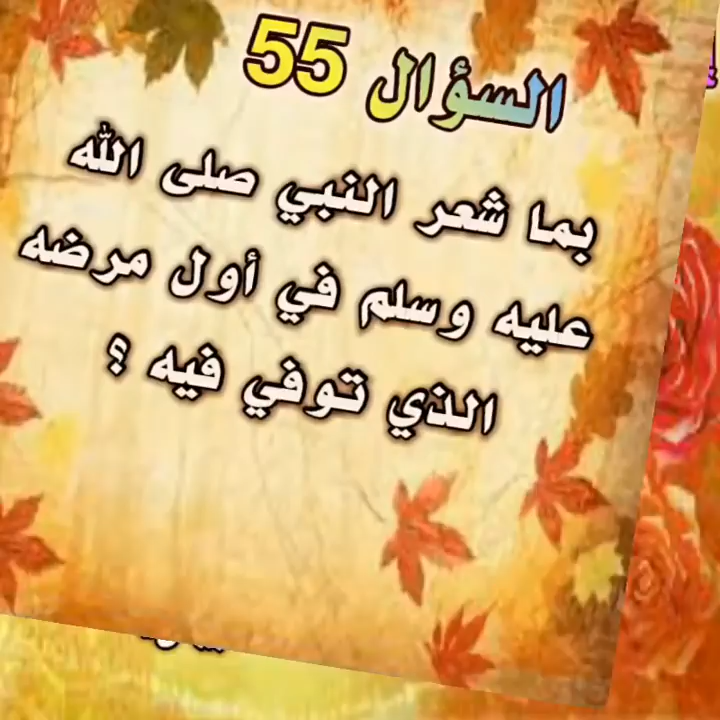 السؤال 55
بما شعر النبي صلى الله
عليه وسلم في أول مرضه
الذي توفي فيه ؟